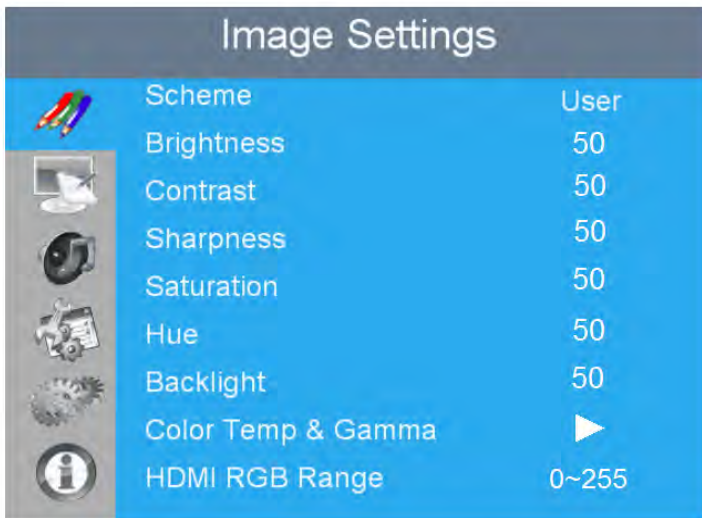 Image Settings
Scheme User
Brightness 50
Contrast 50
Sharpness 50
Saturation 50
Hue 50
Backlight 50
Color Temp & Gamma
HDMI RGB Range 0~255